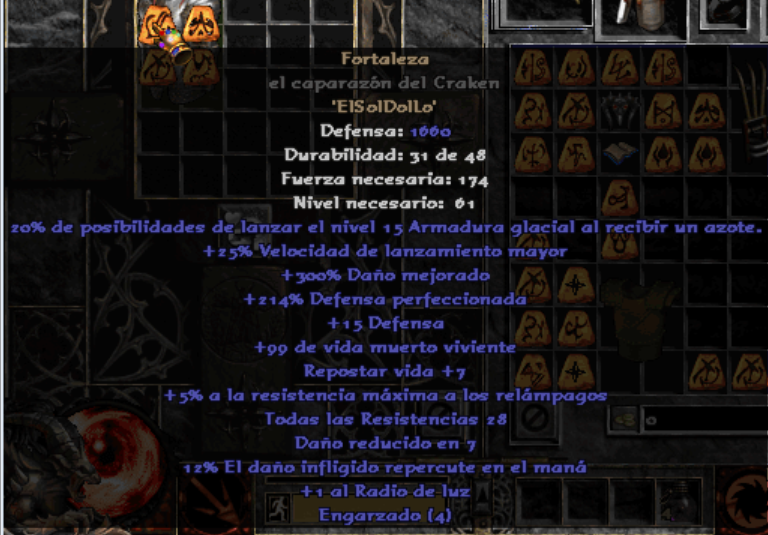 Fortaleza
el caparazón del Craken
'ElSolDolLo'
Defensa: 1660
Durabilidad: 31 de 48
Fuerza necesaria: 174
Nivel necesario: 61
20% de posibilidades de lanzar el nivel 15 Armadura glacial al recibir un azote.
+25% Velocidad de lanzamiento mayor
+300% Daño mejorado
+214% Defensa perfeccionada
+15 Defensa
+99 de vida muerto viviente
Repostar vida +7
+5% a la resistencia máxima a los relámpagos
Todas las Resistencias 28
Daño reducido en 7
12% El daño infligido repercute en el maná
+1 al Radio de luz
Engarzado (4)
0